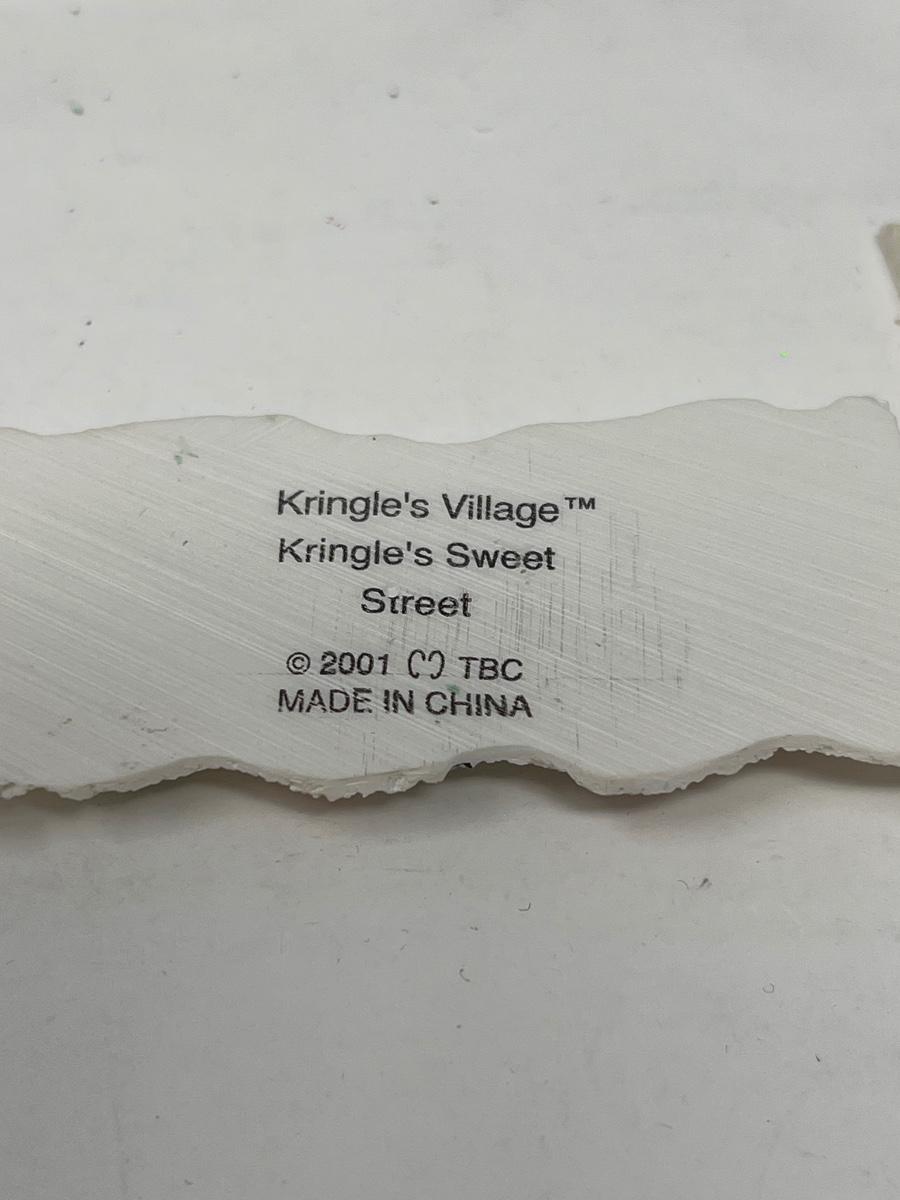 Kringle's Village™
Kringle's Sweet
Street
© 2001 TBC
MADE IN CHINA